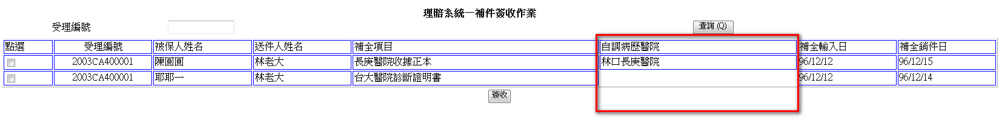 理賠系統一補件簽收作業
受理編號 查詢 (Q)
點選 受理編號 被保人姓名 送件人姓名 補全項目 自調病歷醫院 補全輸入日 補全銷件日
2003CA400001 陳圓圓 林老大 長庚醫院收據正本 林口長庚醫院 96/12/12 96/12/15
2003CA400001 耶耶一 林老大 台大醫院診斷證明書 96/12/12 96/12/14
簽收